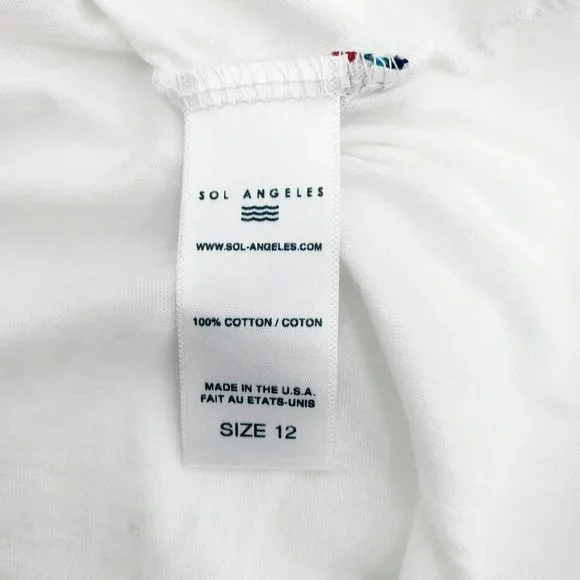 SOL ANGELES
WWW.SOL-ANGELES.COM
100% COTTON / COTON
MADE IN THE U.S.A.
FAIT AU ETATS-UNIS
SIZE 12